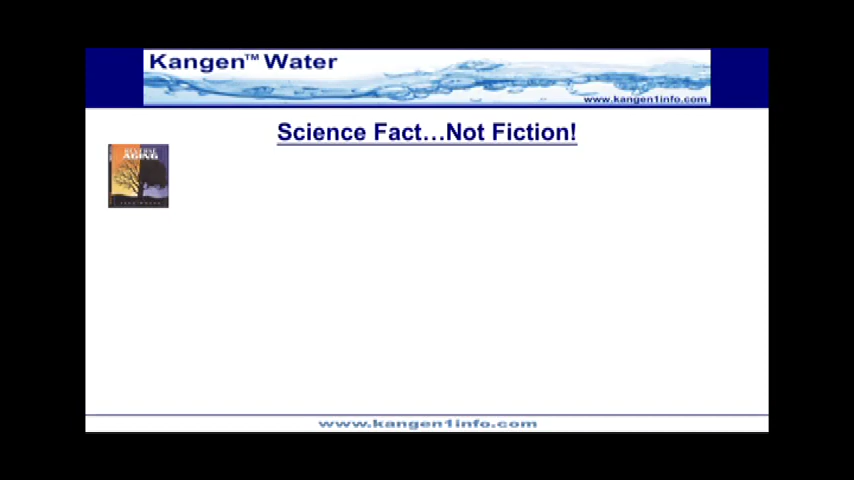 Kangen™ Water
www.kangen1info.com
Science Fact...Not Fiction!
REVERSE
AGING
www.kangen1info.com